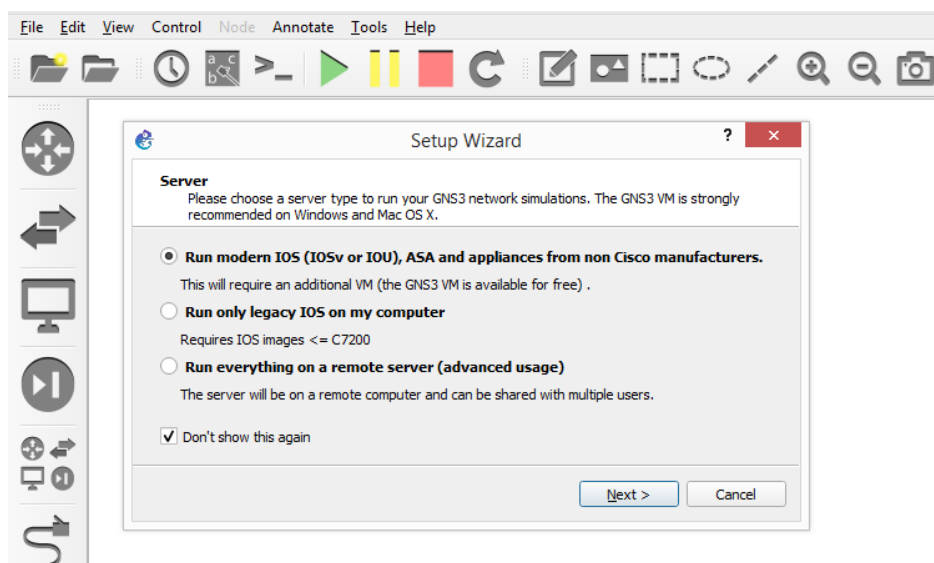 File Edit View Control Node Annotate Tools Help
Setup Wizard ?
Server
Please choose a server type to run your GNS3 network simulations. The GNS3 VM is strongly
recommended on Windows and Mac OS X.
Run modern IOS (IOSv or IOU), ASA and appliances from non Cisco manufacturers.
This will require an additional VM (the GNS3 VM is available for free) .
Run only legacy IOS on my computer
Requires IOS images <= C7200
Run everything on a remote server (advanced usage)
The server will be on a remote computer and can be shared with multiple users.
Don't show this again
Next > Cancel